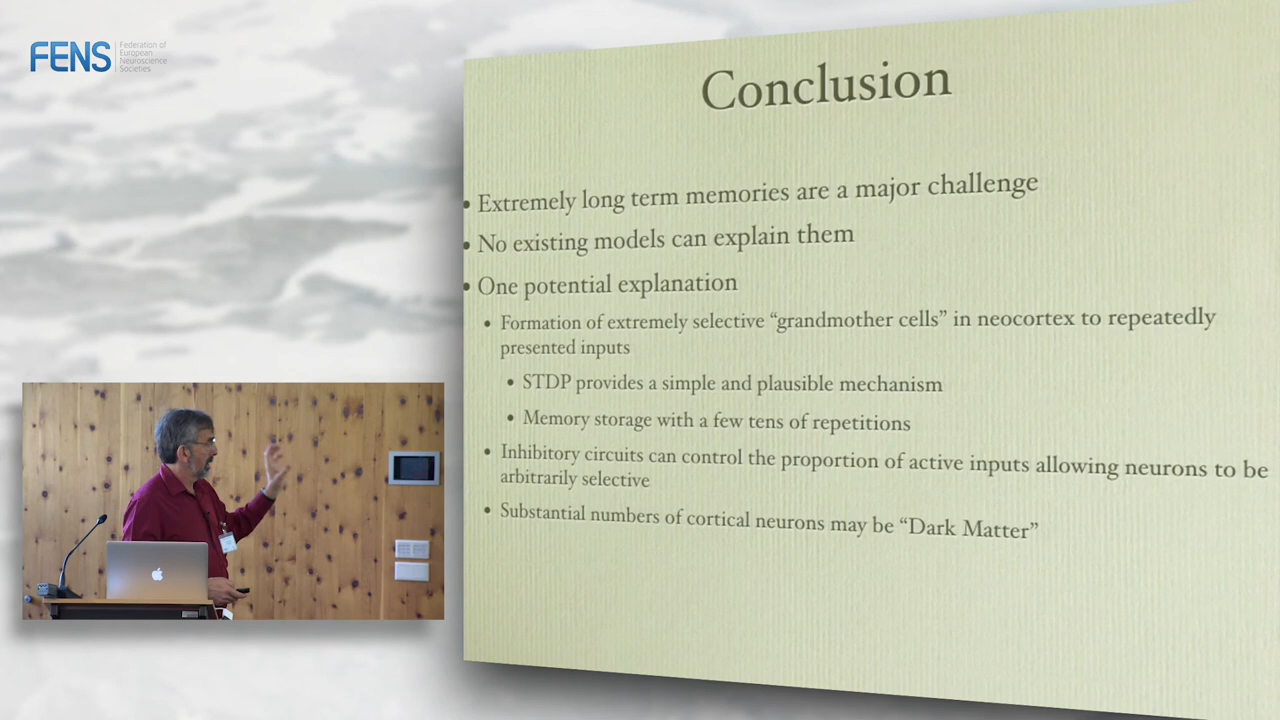 FENS
Federation of
European
Neuroscience
Societies
Conclusion
• Extremely long term memories are a major challenge
• No existing models can explain them
• One potential explanation
• Formation of extremely selective “grandmother cells” in neocortex to repeatedly
presented inputs
• STDP provides a simple and plausible mechanism
• Memory storage with a few tens of repetitions
• Inhibitory circuits can control the proportion of active inputs allowing neurons to be
arbitrarily selective
• Substantial numbers of cortical neurons may be “Dark Matter”